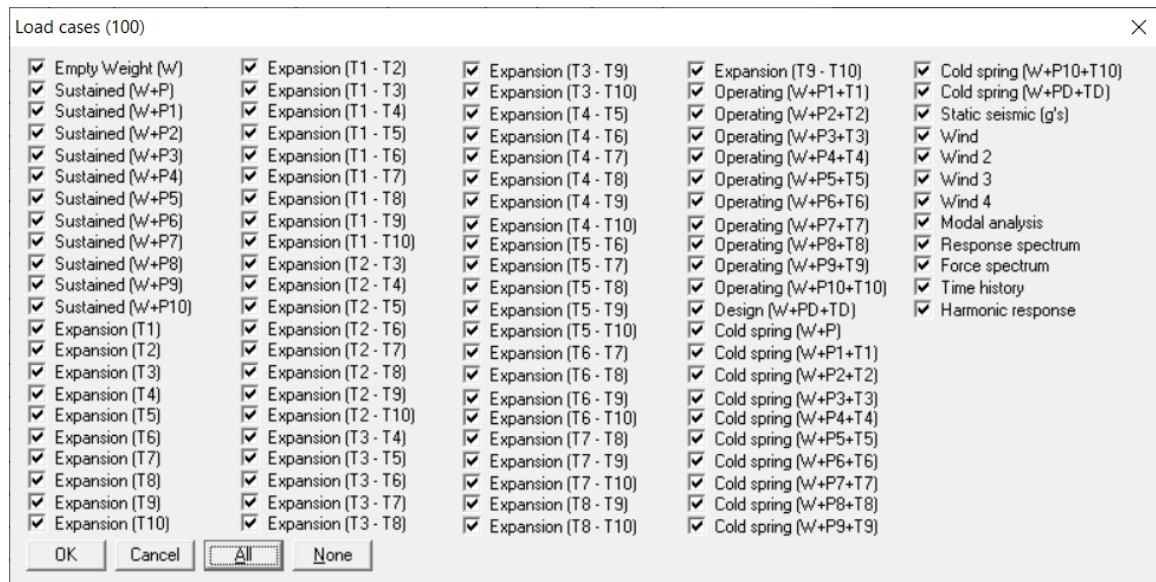 Load cases (100)
Empty Weight (W)
Sustained (W+P)
Sustained (W+P1)
Sustained (W+P2)
Sustained (W+P3)
Sustained (W+P4)
Sustained (W+P5)
Sustained (W+P6)
Sustained (W+P7)
Sustained (W+P8)
Sustained (W+P9)
Sustained (W+P10)
Expansion (T1)
Expansion (T2)
Expansion (T3)
Expansion (T4)
Expansion (T5)
Expansion (T6)
Expansion (T7)
Expansion (T8)
Expansion (T9)
Expansion (T10)
Expansion (T1 - T2)
Expansion (T1 - T3)
Expansion (T1 - T4)
Expansion (T1 - T5)
Expansion (T1 - T6)
Expansion (T1 - T7)
Expansion (T1 - T8)
Expansion (T1 - T9)
Expansion (T1 - T10)
Expansion (T2 - T3)
Expansion (T2 - T4)
Expansion (T2 - T5)
Expansion (T2 - T6)
Expansion (T2 - T7)
Expansion (T2 - T8)
Expansion (T2 - T9)
Expansion (T2 - T10)
Expansion (T3 - T4)
Expansion (T3 - T5)
Expansion (T3 - T6)
Expansion (T3 - T7)
Expansion (T3 - T8)
Expansion (T3 - T9)
Expansion (T3 - T10)
Expansion (T4 - T5)
Expansion (T4 - T6)
Expansion (T4 - T7)
Expansion (T4 - T8)
Expansion (T4 - T9)
Expansion (T4 - T10)
Expansion (T5 - T6)
Expansion (T5 - T7)
Expansion (T5 - T8)
Expansion (T5 - T9)
Expansion (T5 - T10)
Expansion (T6 - T7)
Expansion (T6 - T8)
Expansion (T6 - T9)
Expansion (T6 - T10)
Expansion (T7 - T8)
Expansion (T7 - T9)
Expansion (T7 - T10)
Expansion (T8 - T9)
Expansion (T8 - T10)
Expansion (T9 - T10)
Operating (W+P1+T1)
Operating (W+P2+T2)
Operating (W+P3+T3)
Operating (W+P4+T4)
Operating (W+P5+T5)
Operating (W+P6+T6)
Operating (W+P7+T7)
Operating (W+P8+T8)
Operating (W+P9+T9)
Operating (W+P10+T10)
Design (W+PD+TD)
Cold spring (W+P)
Cold spring (W+P1+T1)
Cold spring (W+P2+T2)
Cold spring (W+P3+T3)
Cold spring (W+P4+T4)
Cold spring (W+P5+T5)
Cold spring (W+P6+T6)
Cold spring (W+P7+T7)
Cold spring (W+P8+T8)
Cold spring (W+P9+T9)
Cold spring (W+P10+T10)
Cold spring (W+PD+TD)
Static seismic (g's)
Wind
Wind 2
Wind 3
Wind 4
Modal analysis
Response spectrum
Force spectrum
Time history
Harmonic response
OK Cancel All None